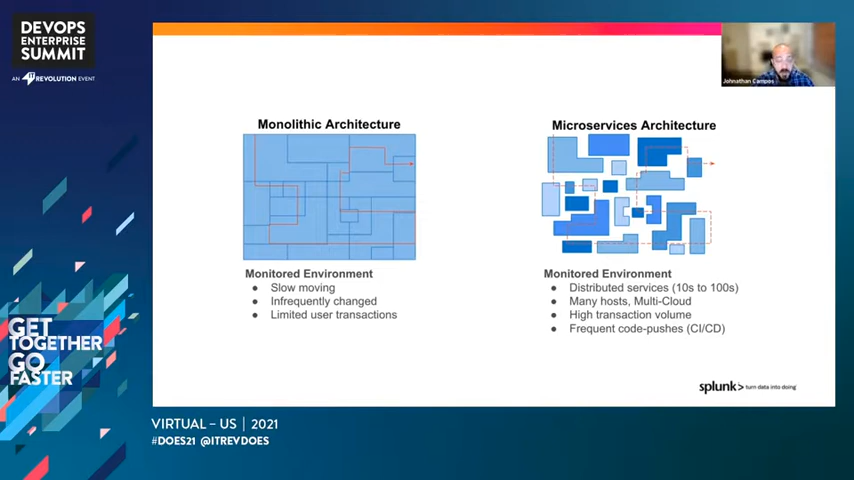 DEVOPS
ENTERPRISE
SUMMIT
AN IT REVOLUTION EVENT
Johnathan Campos
Monolithic Architecture
Microservices Architecture
Monitored Environment
● Slow moving
● Infrequently changed
● Limited user transactions
Monitored Environment
● Distributed services (10s to 100s)
● Many hosts, Multi-Cloud
● High transaction volume
● Frequent code-pushes (CI/CD)
GET
TOGETHER
GO
FASTER
splunk> turn data into doing
VIRTUAL – US | 2021
#DOES21 @ITREVDOES